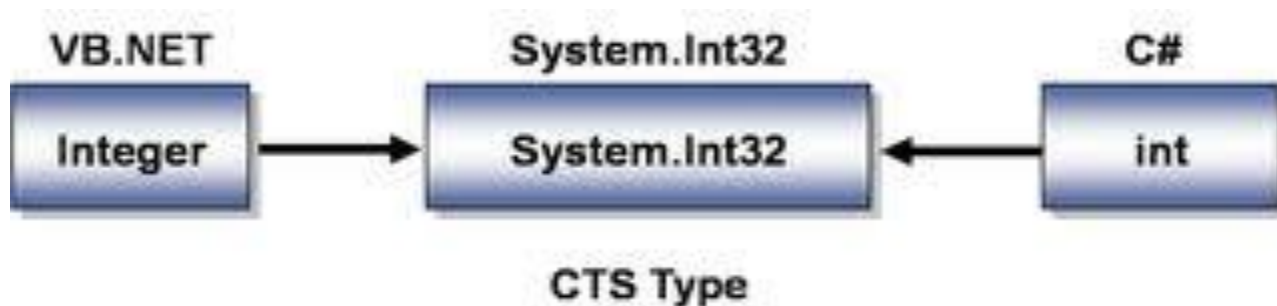 VB.NET System.Int32 C#
Integer System.Int32 int
CTS Type